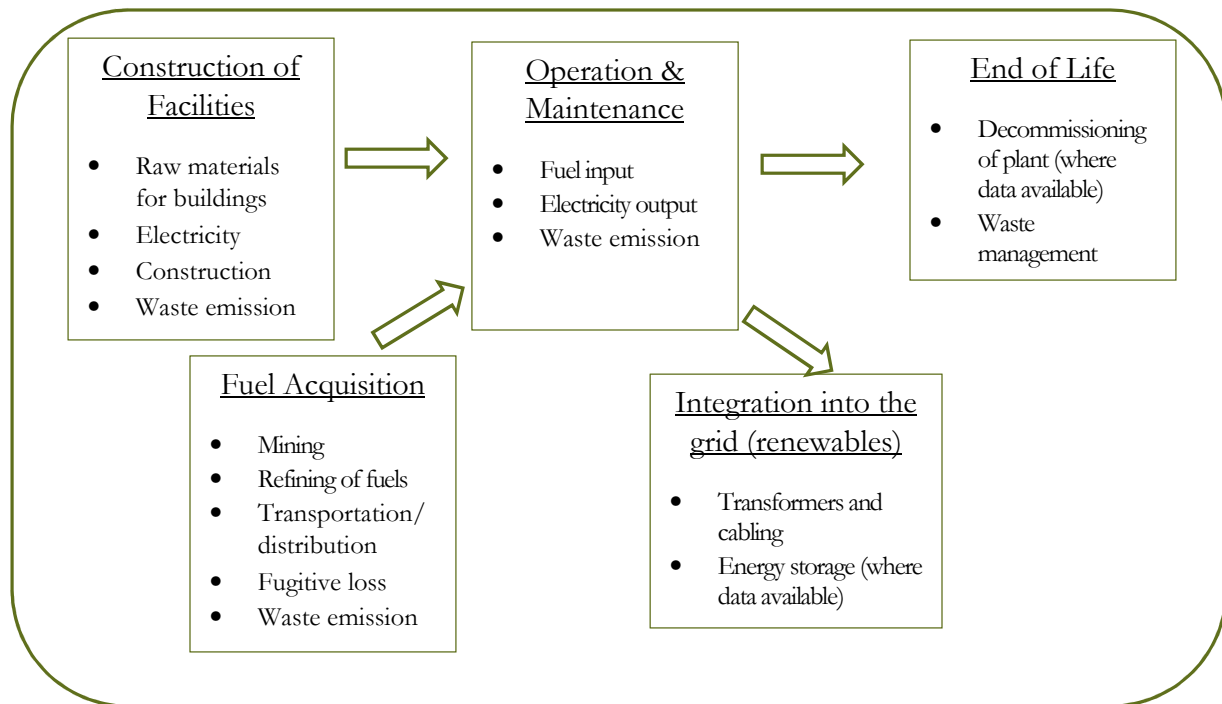 Construction of
Facilities
• Raw materials
for buildings
• Electricity
• Construction
• Waste emission
Operation &
Maintenance
• Fuel input
• Electricity output
• Waste emission
End of Life
• Decommissioning
of plant (where
data available)
• Waste
management
Fuel Acquisition
• Mining
• Refining of fuels
• Transportation/
distribution
• Fugitive loss
• Waste emission
Integration into the
grid (renewables)
• Transformers and
cabling
• Energy storage (where
data available)